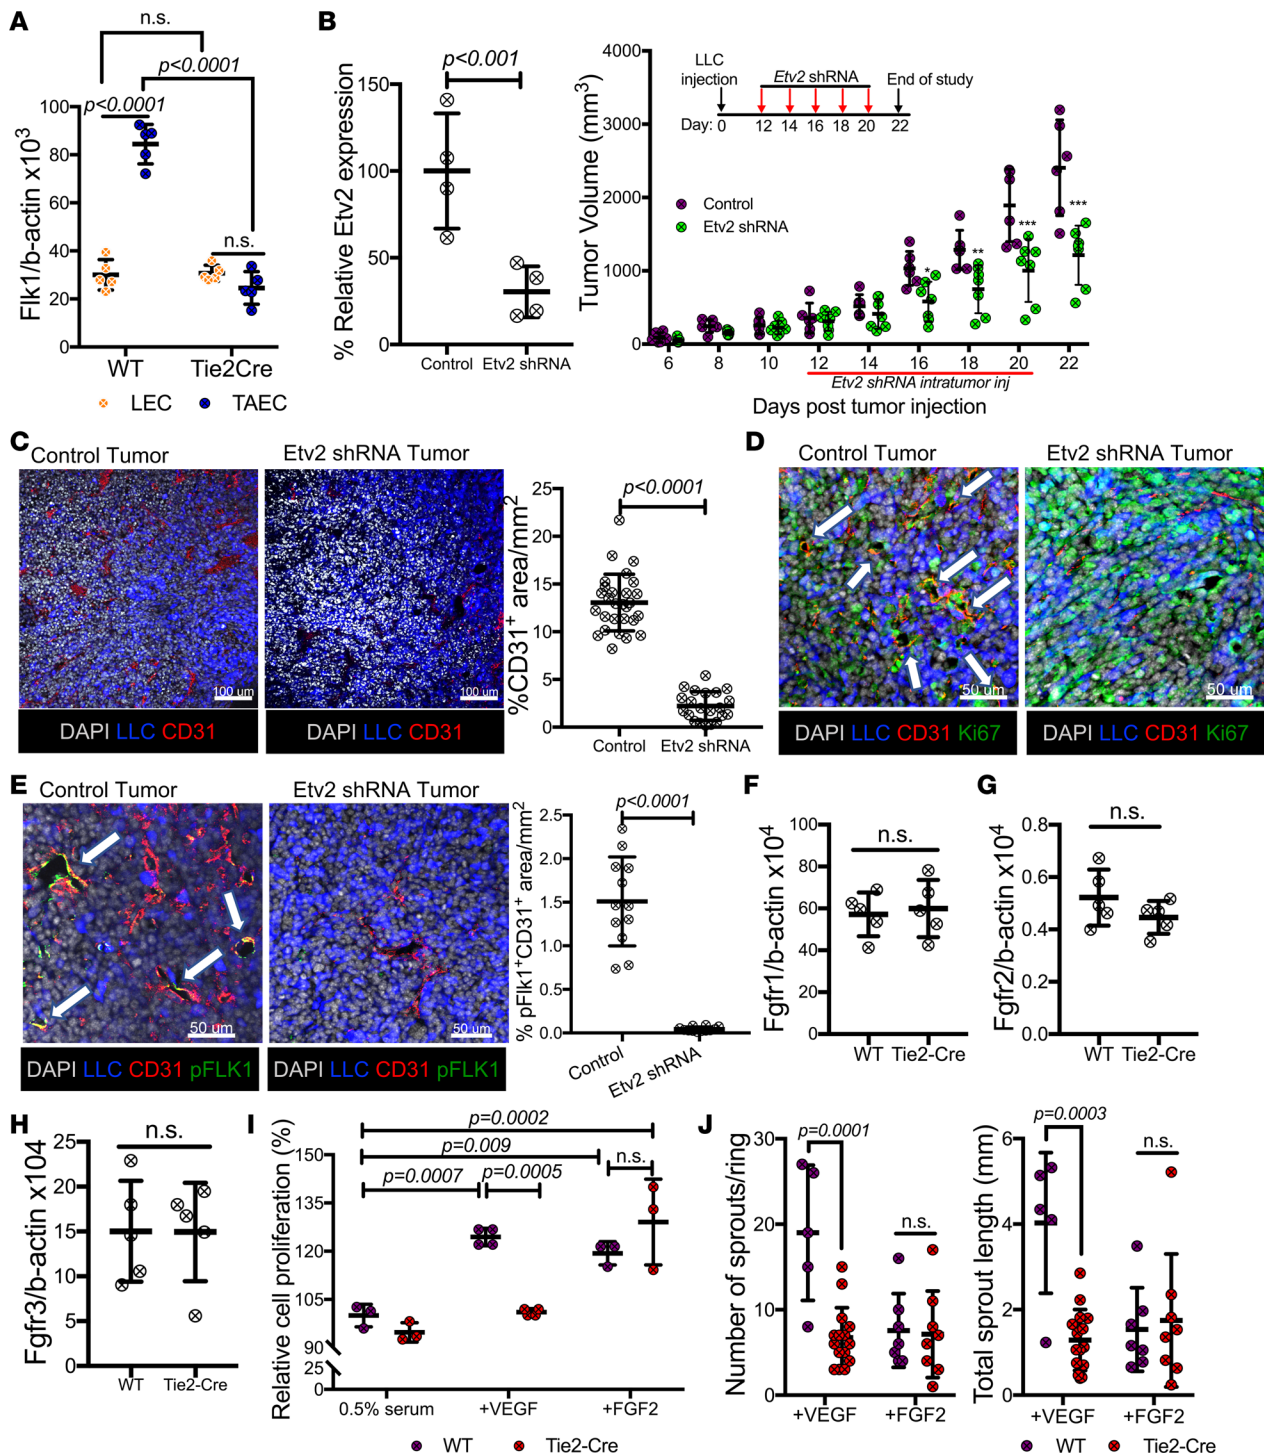 A
n.s.
p<0.0001
p<0.0001
n.s.
Flk1/b-actin x10³
100
80
60
40
20
0
WT
Tie2Cre
LEC
TAEC
B
p<0.001
% Relative Etv2 expression
150
100
50
0
Control
Etv2 shRNA
Tumor Volume (mm³)
4000
3000
2000
1000
0
LLC
injection
Etv2 shRNA
End of study
Day: 0 12 14 16 18 20 22
Control
Etv2 shRNA
*
**
***
***
6 8 10 12 14 16 18 20 22
Etv2 shRNA intratumor inj
Days post tumor injection
C
Control Tumor
Etv2 shRNA Tumor
100 um
100 um
DAPI LLC CD31
DAPI LLC CD31
%CD31⁺ area/mm²
p<0.0001
25
20
15
10
5
0
Control
Etv2 shRNA
D
Control Tumor
Etv2 shRNA Tumor
50 um
50 um
DAPI LLC CD31 Ki67
DAPI LLC CD31 Ki67
E
Control Tumor
Etv2 shRNA Tumor
50 um
50 um
DAPI LLC CD31 pFLK1
DAPI LLC CD31 pFLK1
% pFlk1⁺CD31⁺ area/mm²
p<0.0001
2.5
2.0
1.5
1.0
0.5
0.0
Control
Etv2 shRNA
F
n.s.
Fgfr1/b-actin x10⁴
100
80
60
40
20
0
WT
Tie2-Cre
G
n.s.
Fgfr2/b-actin x10⁴
0.8
0.6
0.4
0.2
0.0
WT
Tie2-Cre
H
n.s.
Fgfr3/b-actin x104
25
20
15
10
5
0
WT
Tie2-Cre
I
p=0.0002
p=0.009
n.s.
p=0.0007
p=0.0005
Relative cell proliferation (%)
150
135
120
105
90
25
0
0.5% serum
+VEGF
+FGF2
WT
Tie2-Cre
J
p=0.0001
n.s.
Number of sprouts/ring
30
20
10
0
+VEGF
+FGF2
p=0.0003
n.s.
Total sprout length (mm)
6
4
2
0
+VEGF
+FGF2
WT
Tie2-Cre